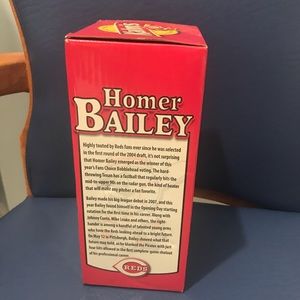 Homer
BAILEY
Highly touted by Reds fans ever since he was selected
in the first round of the 2004 draft, it's not surprising
that Homer Bailey emerged as the winner of this
year's Fans Choice Bobblehead voting. The hard-
throwing Texan has a fastball that regularly hits the
mid-to upper 90s on the radar gun, the kind of heater
that will make any pitcher a fan favorite.
Bailey made his big league debut in 2007, and this
year Bailey found himself in the Opening Day starting
rotation for the first time in his career. Along with
Johnny Cueto, Mike Leake and others, the right-
hander is among a handful of talented young arms
who have the Reds looking ahead to a bright future.
On May 12 in Pittsburgh, Bailey showed what that
future may hold, as he blanked the Pirates with just
four hits allowed in the first complete-game shutout
of his professional career.
REDS